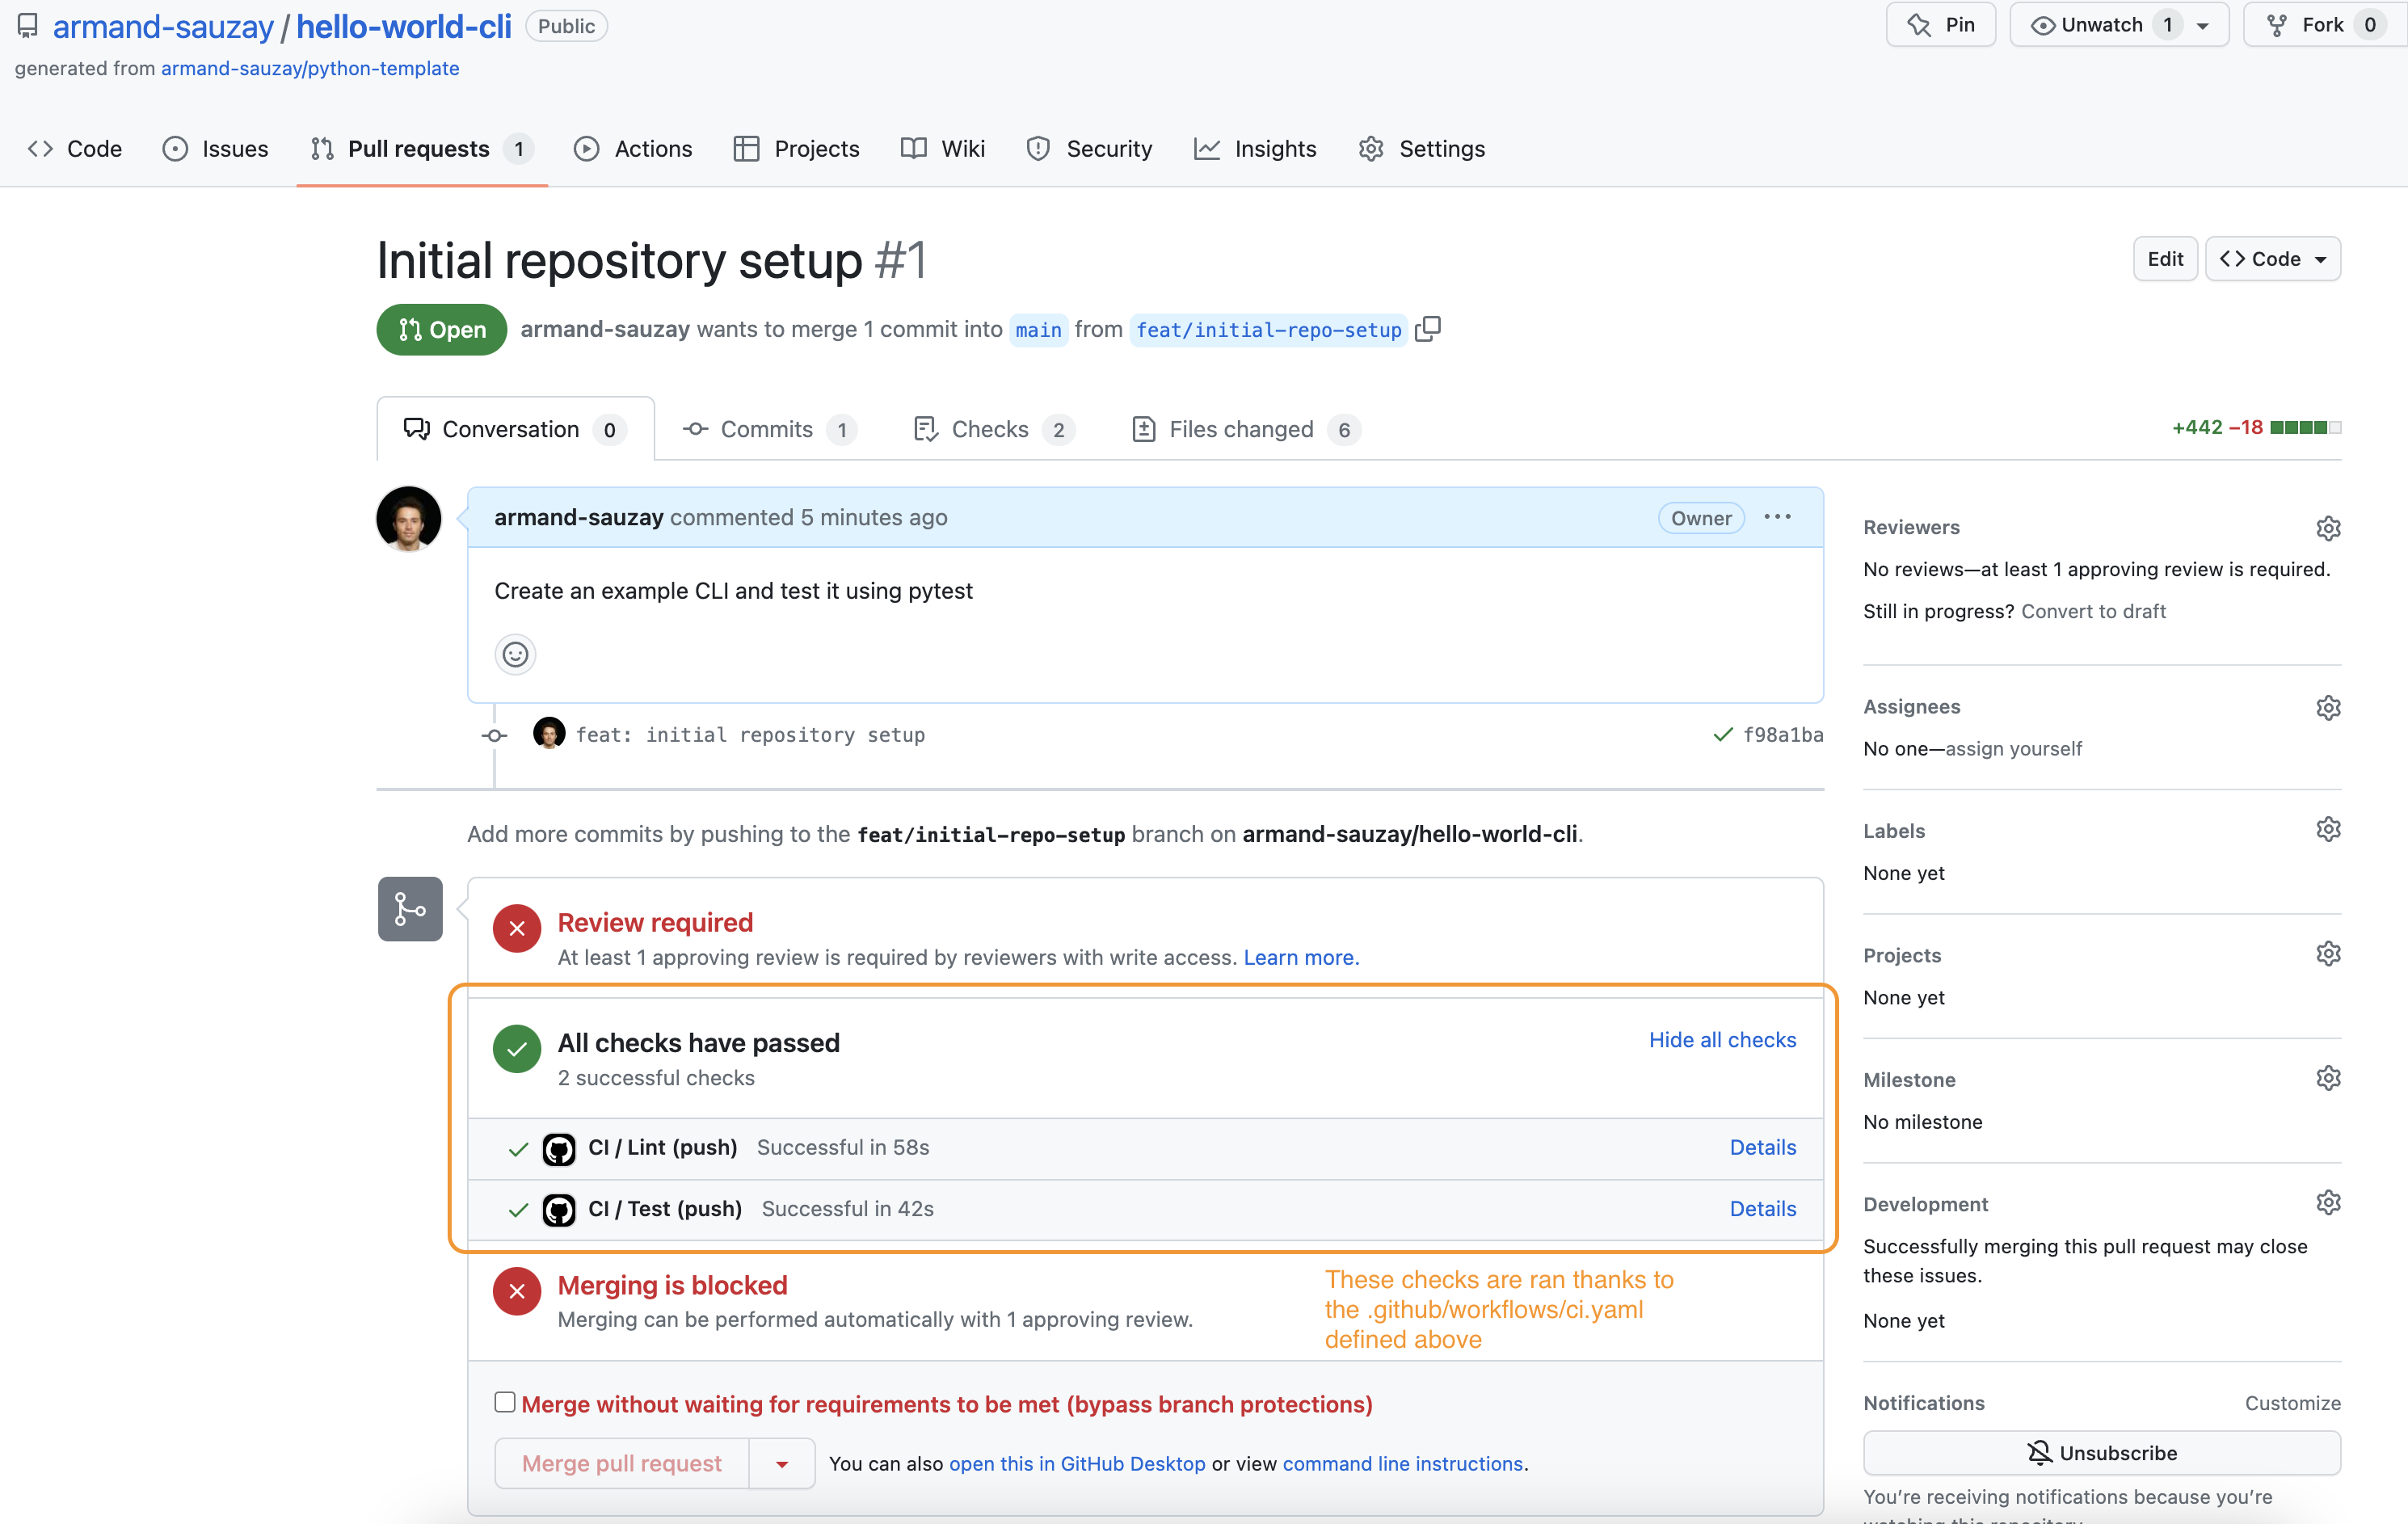 armand-sauzay / hello-world-cli Public
Pin Unwatch 1 Fork 0
generated from armand-sauzay/python-template
Code Issues Pull requests 1 Actions Projects Wiki Security Insights Settings
Initial repository setup #1
Edit Code
Open armand-sauzay wants to merge 1 commit into main from feat/initial-repo-setup
Conversation 0 Commits 1 Checks 2 Files changed 6
+442 −18
armand-sauzay commented 5 minutes ago
Owner ...
Create an example CLI and test it using pytest
feat: initial repository setup
f98a1ba
Add more commits by pushing to the feat/initial-repo-setup branch on armand-sauzay/hello-world-cli.
Review required
At least 1 approving review is required by reviewers with write access. Learn more.
All checks have passed
Hide all checks
2 successful checks
CI / Lint (push) Successful in 58s Details
CI / Test (push) Successful in 42s Details
Merging is blocked
Merging can be performed automatically with 1 approving review.
These checks are ran thanks to
the .github/workflows/ci.yaml
defined above
Merge without waiting for requirements to be met (bypass branch protections)
Merge pull request
You can also open this in GitHub Desktop or view command line instructions.
Reviewers
No reviews—at least 1 approving review is required.
Still in progress? Convert to draft
Assignees
No one—assign yourself
Labels
None yet
Projects
None yet
Milestone
No milestone
Development
Successfully merging this pull request may close
these issues.
None yet
Notifications Customize
Unsubscribe
You're receiving notifications because you're
watching this repository.